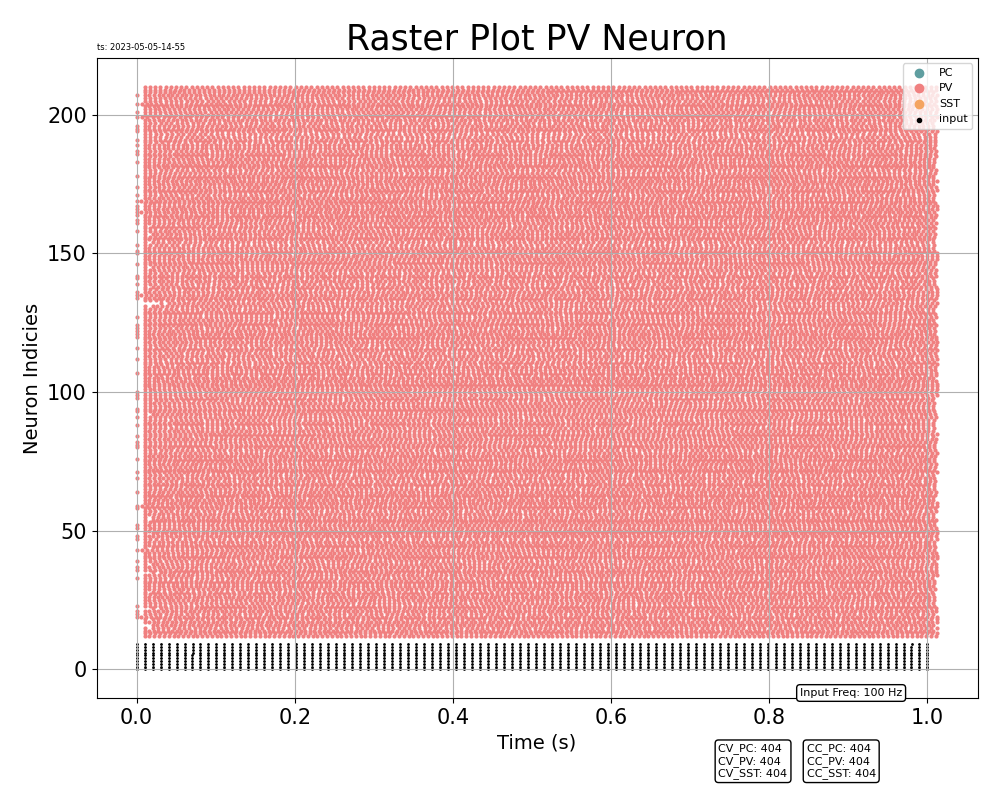 Raster Plot PV Neuron
ts: 2023-05-05-14-55
PC
PV
SST
input
200
150
100
50
0
Neuron Indicies
0.0 0.2 0.4 0.6 0.8 1.0
Time (s)
Input Freq: 100 Hz
CV_PC: 404
CV_PV: 404
CV_SST: 404
CC_PC: 404
CC_PV: 404
CC_SST: 404